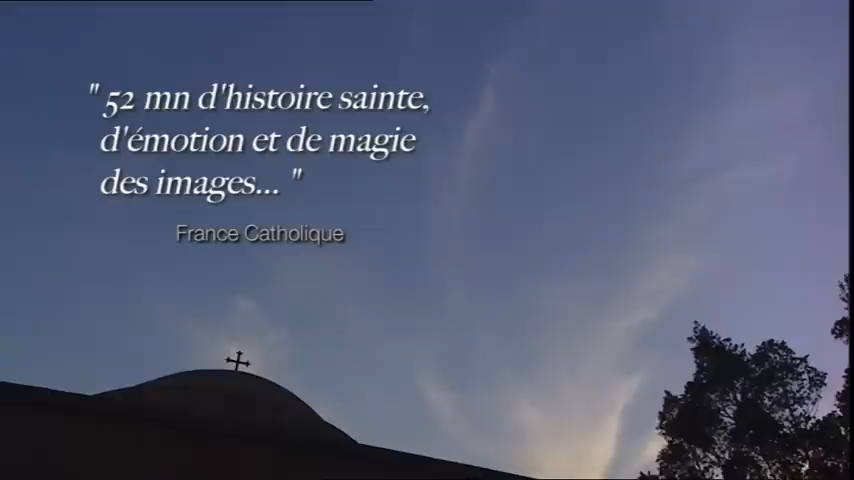 " 52 mn d'histoire sainte,
d'émotion et de magie
des images... "
France Catholique